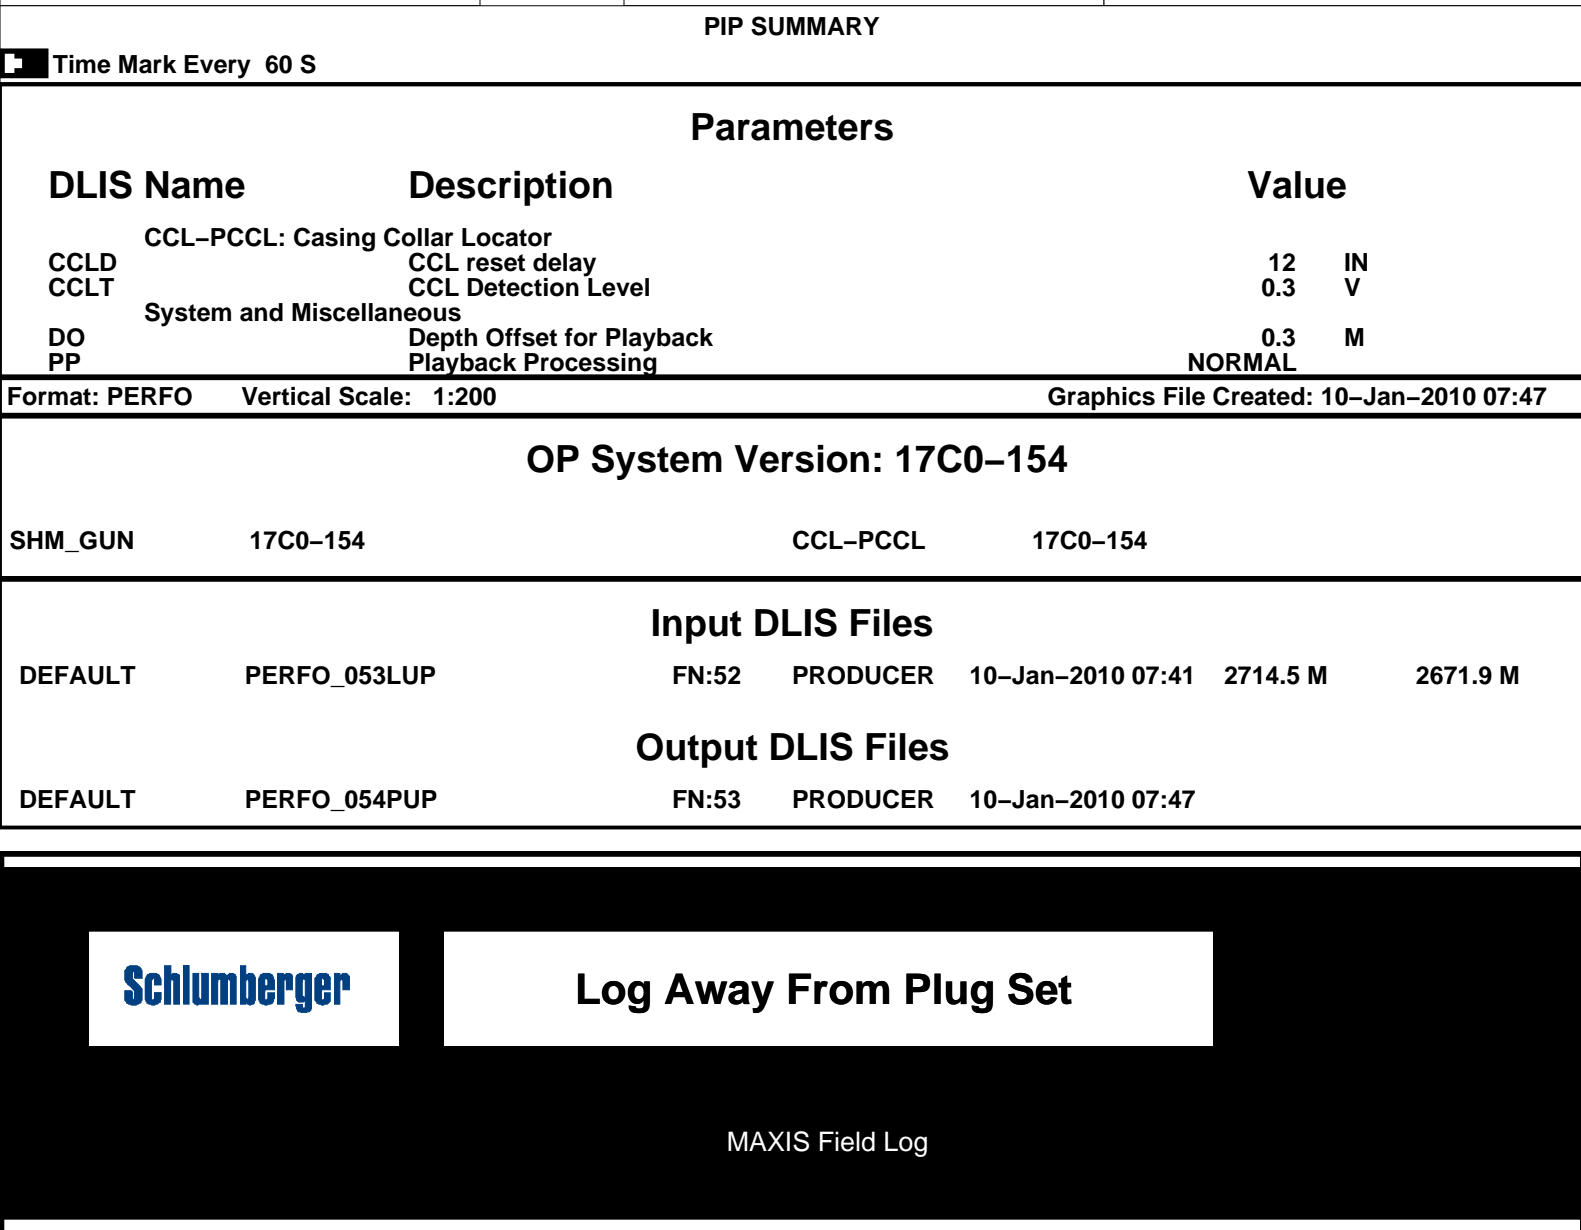 PIP SUMMARY
Time Mark Every 60 S
Parameters
DLIS Name Description Value
CCL−PCCL: Casing Collar Locator
CCLD CCL reset delay 12 IN
CCLT CCL Detection Level 0.3 V
System and Miscellaneous
DO Depth Offset for Playback 0.3 M
PP Playback Processing NORMAL
Format: PERFO Vertical Scale: 1:200 Graphics File Created: 10−Jan−2010 07:47
OP System Version: 17C0−154
SHM_GUN 17C0−154 CCL−PCCL 17C0−154
Input DLIS Files
DEFAULT PERFO_053LUP FN:52 PRODUCER 10−Jan−2010 07:41 2714.5 M 2671.9 M
Output DLIS Files
DEFAULT PERFO_054PUP FN:53 PRODUCER 10−Jan−2010 07:47
Schlumberger Log Away From Plug Set
MAXIS Field Log